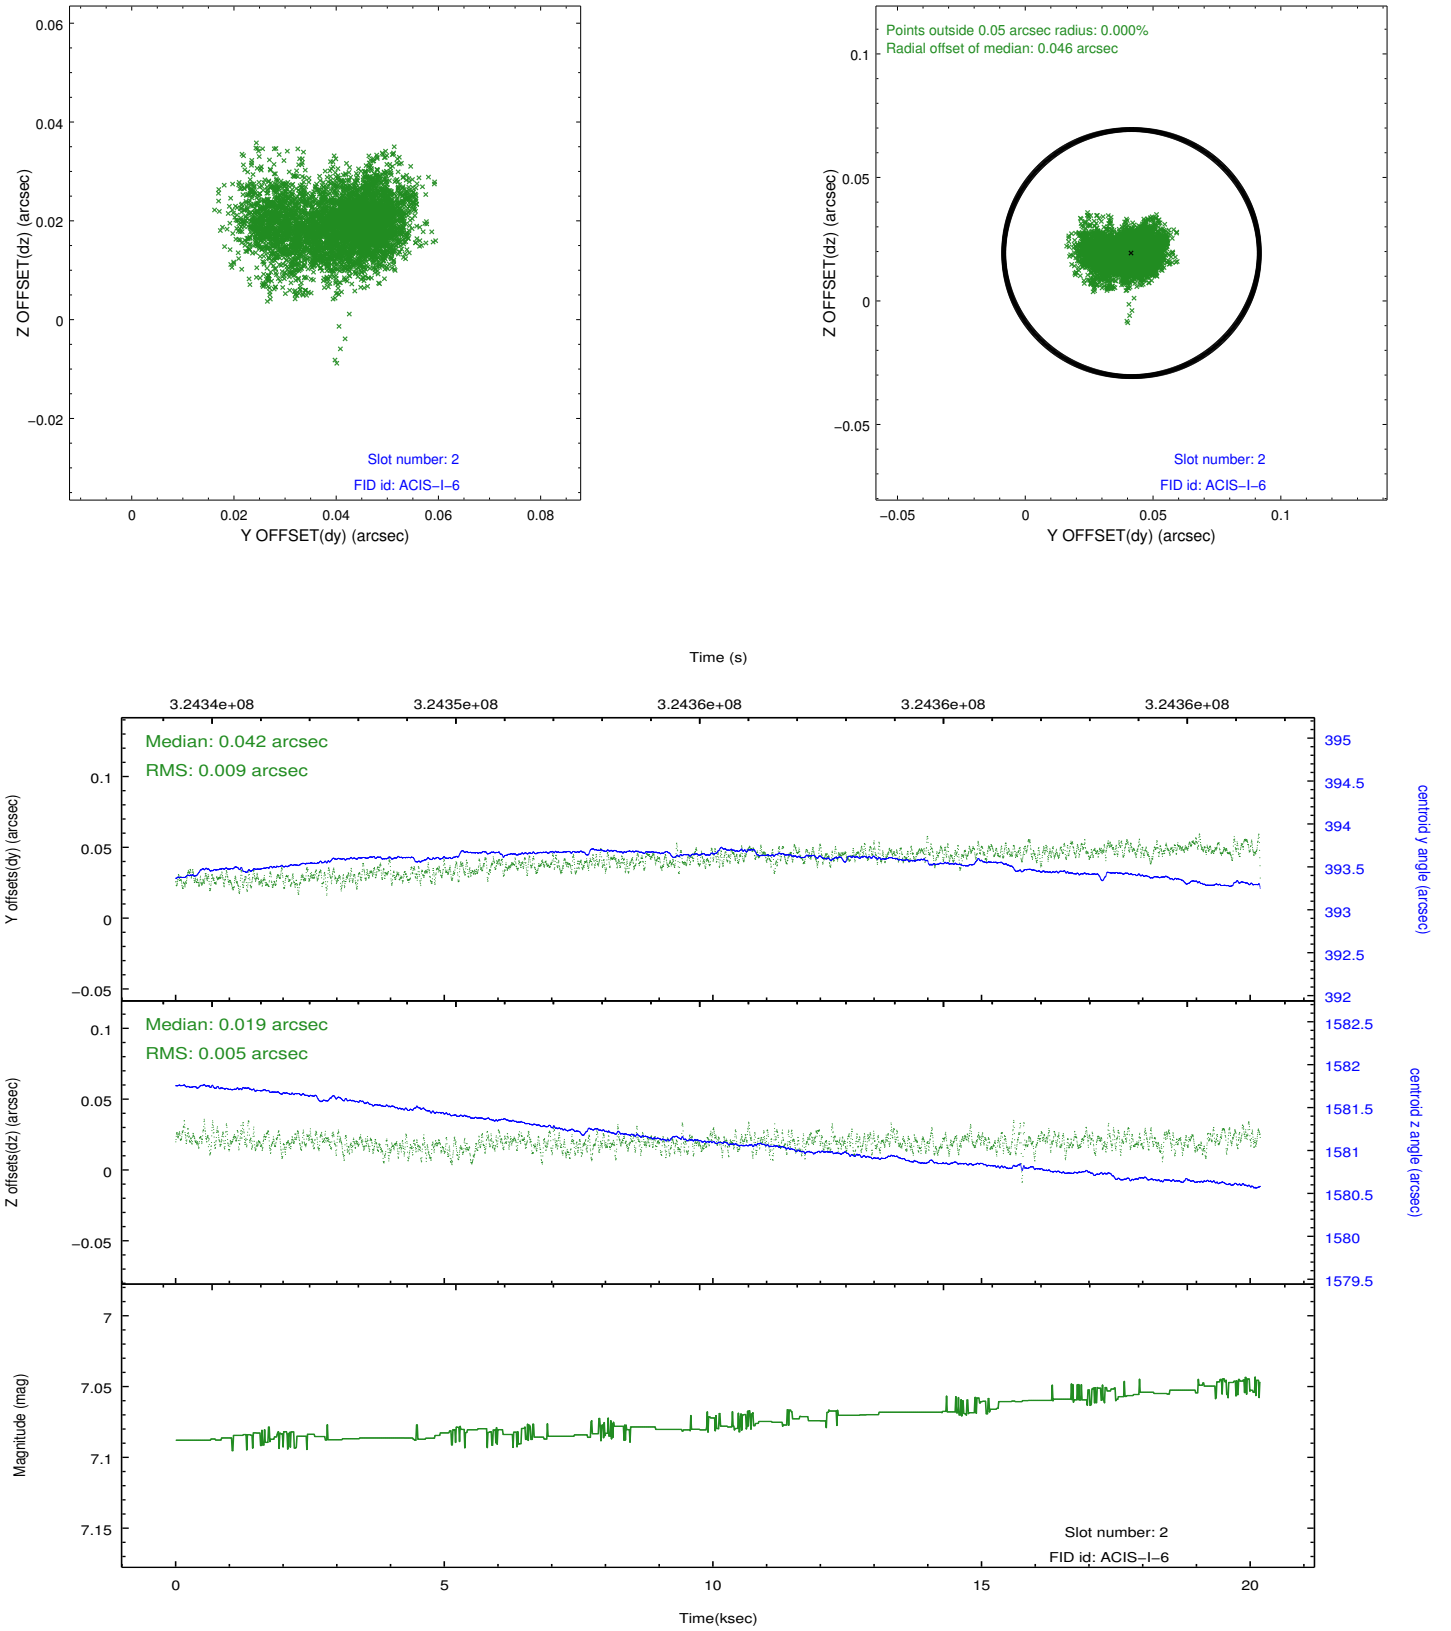 0.06
0.04
0.02
0
−0.02
Z OFFSET(dz) (arcsec)
Slot number: 2
FID id: ACIS−I−6
0 0.02 0.04 0.06 0.08
Y OFFSET(dy) (arcsec)
Points outside 0.05 arcsec radius: 0.000%
Radial offset of median: 0.046 arcsec
0.1
0.05
0
−0.05
Z OFFSET(dz) (arcsec)
Slot number: 2
FID id: ACIS−I−6
−0.05 0 0.05 0.1
Y OFFSET(dy) (arcsec)
Time (s)
3.2434e+08 3.2435e+08 3.2436e+08 3.2436e+08 3.2436e+08
Median: 0.042 arcsec
RMS: 0.009 arcsec
0.1
0.05
0
−0.05
Y offsets(dy) (arcsec)
395
394.5
394
393.5
393
392.5
392
centroid y angle (arcsec)
Median: 0.019 arcsec
RMS: 0.005 arcsec
0.1
0.05
0
−0.05
Z offsets(dz) (arcsec)
1582.5
1582
1581.5
1581
1580.5
1580
1579.5
centroid z angle (arcsec)
7
7.05
7.1
7.15
Magnitude (mag)
Slot number: 2
FID id: ACIS−I−6
0 5 10 15 20
Time(ksec)